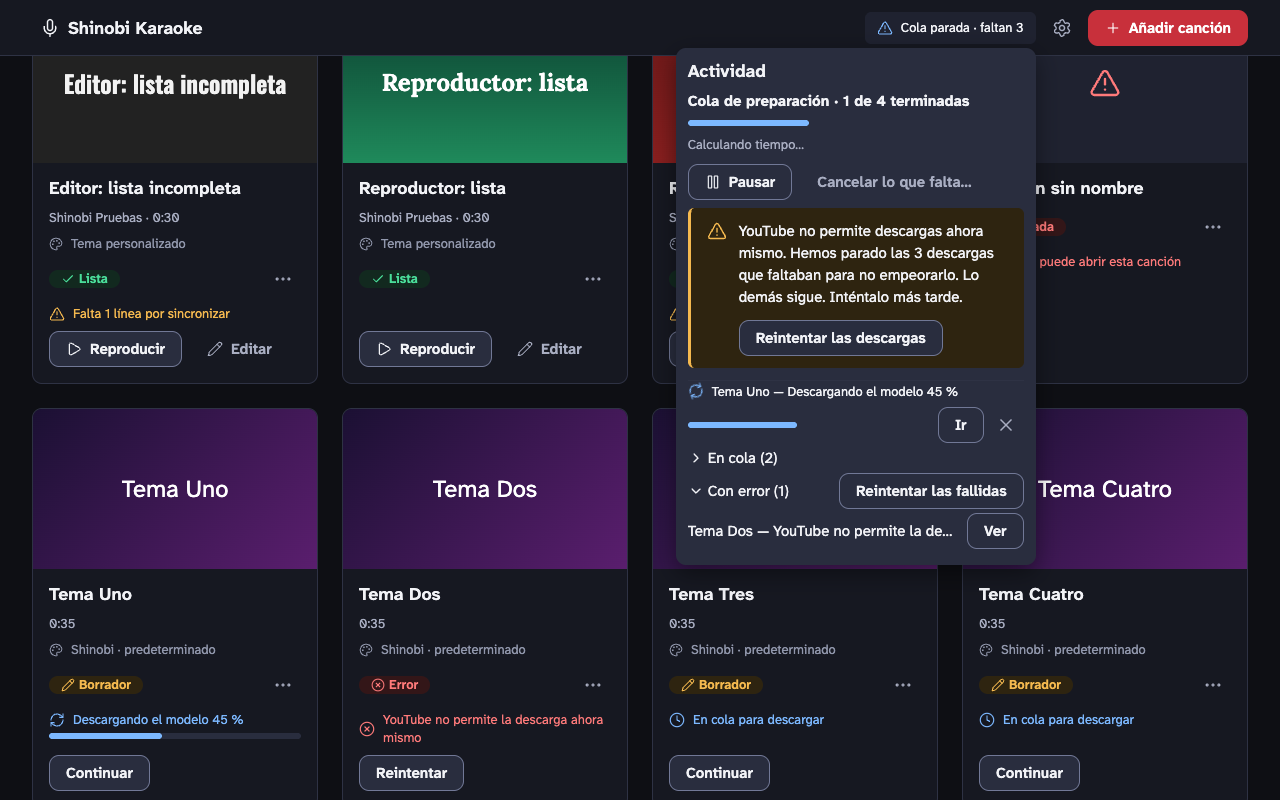 Shinobi Karaoke
Cola parada · faltan 3
Añadir canción
Editor: lista incompleta
Editor: lista incompleta
Shinobi Pruebas · 0:30
Tema personalizado
Lista
Falta 1 línea por sincronizar
Reproducir
Editar
Reproductor: lista
Reproductor: lista
Shinobi Pruebas · 0:30
Tema personalizado
Lista
Reproducir
Editar
Actividad
Cola de preparación · 1 de 4 terminadas
Calculando tiempo...
Pausar
Cancelar lo que falta...
YouTube no permite descargas ahora
mismo. Hemos parado las 3 descargas
que faltaban para no empeorarlo. Lo
demás sigue. Inténtalo más tarde.
Reintentar las descargas
Tema Uno — Descargando el modelo 45 %
Ir
En cola (2)
Con error (1)
Reintentar las fallidas
Tema Dos — YouTube no permite la de...
Ver
sin nombre
puede abrir esta canción
Tema Uno
Tema Uno
0:35
Shinobi · predeterminado
Borrador
Descargando el modelo 45 %
Continuar
Tema Dos
Tema Dos
0:35
Shinobi · predeterminado
Error
YouTube no permite la descarga ahora
mismo
Reintentar
Tema Tres
0:35
Shinobi · predeterminado
Borrador
En cola para descargar
Continuar
Tema Cuatro
Tema Cuatro
0:35
Shinobi · predeterminado
Borrador
En cola para descargar
Continuar